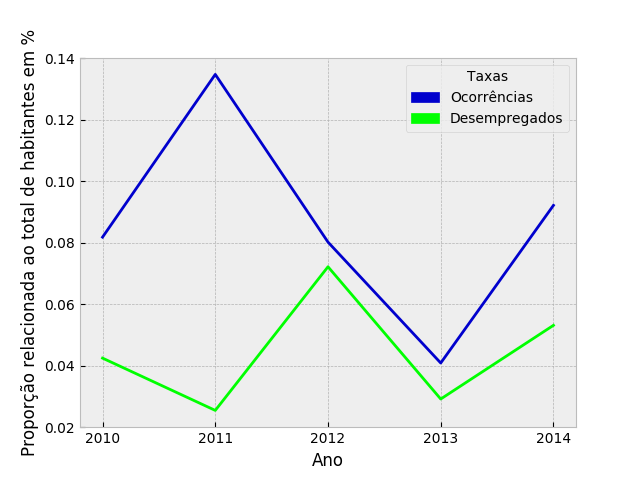 Proporção relacionada ao total de habitantes em %
0.14
0.12
0.10
0.08
0.06
0.04
0.02
Taxas
Ocorrências
Desempregados
2010 2011 2012 2013 2014
Ano